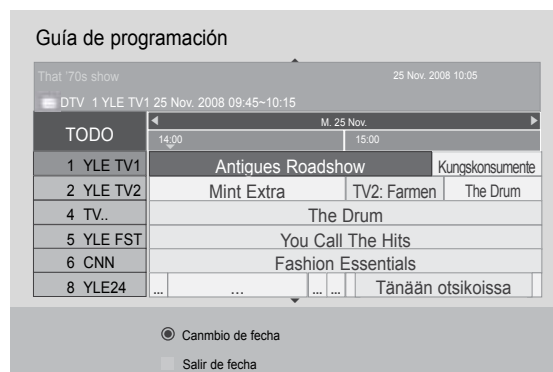 Guía de programación
That '70s show 25 Nov. 2008 10:05
DTV 1 YLE TV1 25 Nov. 2008 09:45~10:15
TODO
M. 25 Nov.
14:00 15:00
1 YLE TV1 Antigues Roadshow Kungskonsumente
2 YLE TV2 Mint Extra TV2: Farmen The Drum
4 TV.. The Drum
5 YLE FST You Call The Hits
6 CNN Fashion Essentials
8 YLE24 ... ... ... ... Tänään otsikoissa
Canmbio de fecha
Salir de fecha